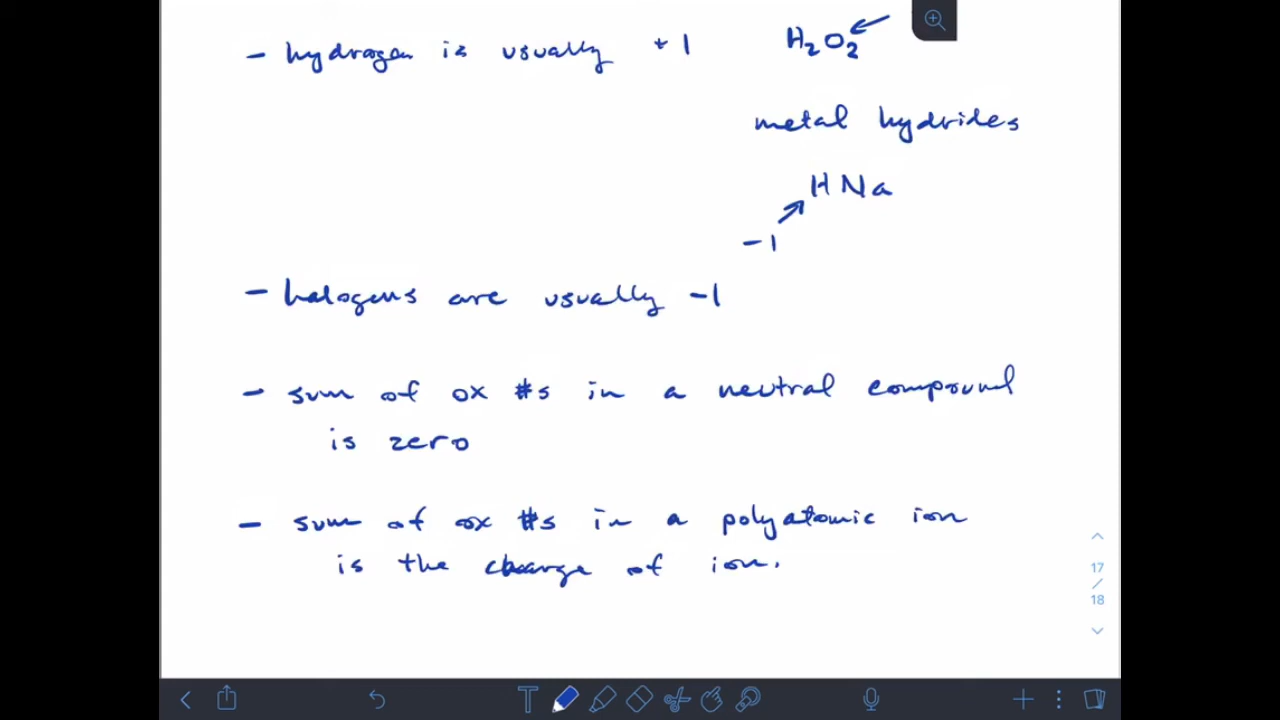 - hydrogen is usually +1
H2O2
metal hydrides
HNa
-1
- halogens are usually -1
- sum of ox #s in a neutral compound
is zero
- sum of ox #s in a polyatomic ion
is the charge of ion.
17
/
18
T